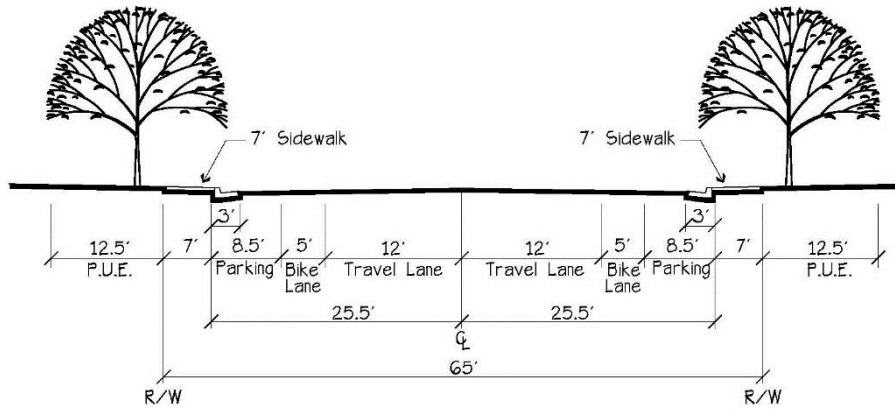 7' Sidewalk
7' Sidewalk
3'
3'
12.5'
7'
8.5'
5'
12'
12'
5'
8.5'
7'
12.5'
P.U.E.
Parking
Bike
Lane
Travel Lane
Travel Lane
Bike
Lane
Parking
P.U.E.
25.5'
25.5'
℄
65'
R/W
R/W